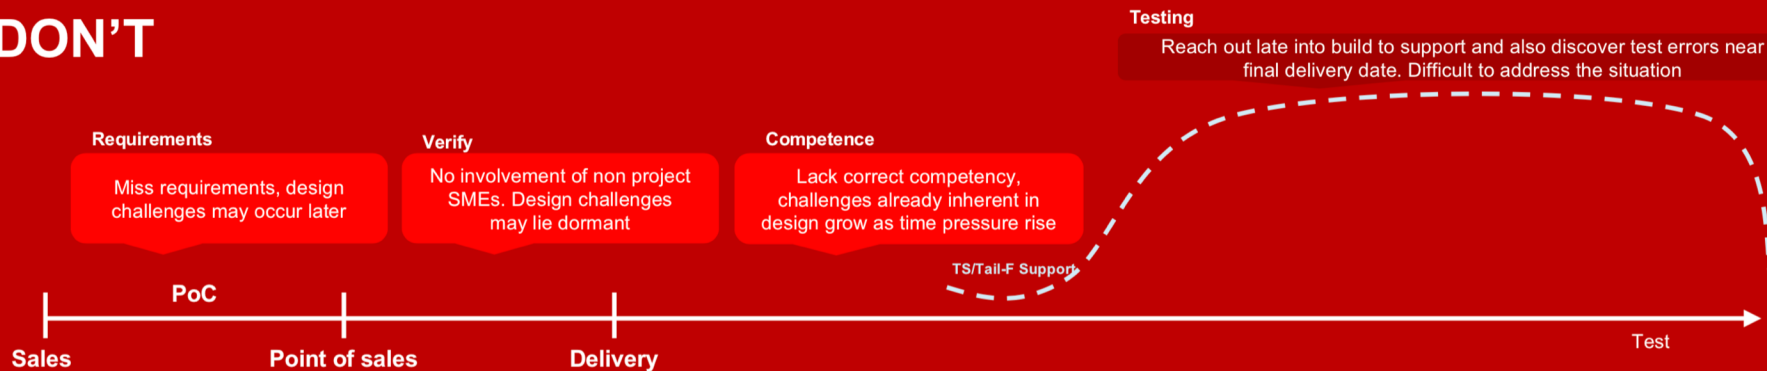 DON'T
Testing
Reach out late into build to support and also discover test errors near
final delivery date. Difficult to address the situation
Requirements
Miss requirements, design
challenges may occur later
Verify
No involvement of non project
SMEs. Design challenges
may lie dormant
Competence
Lack correct competency,
challenges already inherent in
design grow as time pressure rise
TS/Tail-F Support
PoC
Sales
Point of sales
Delivery
Test